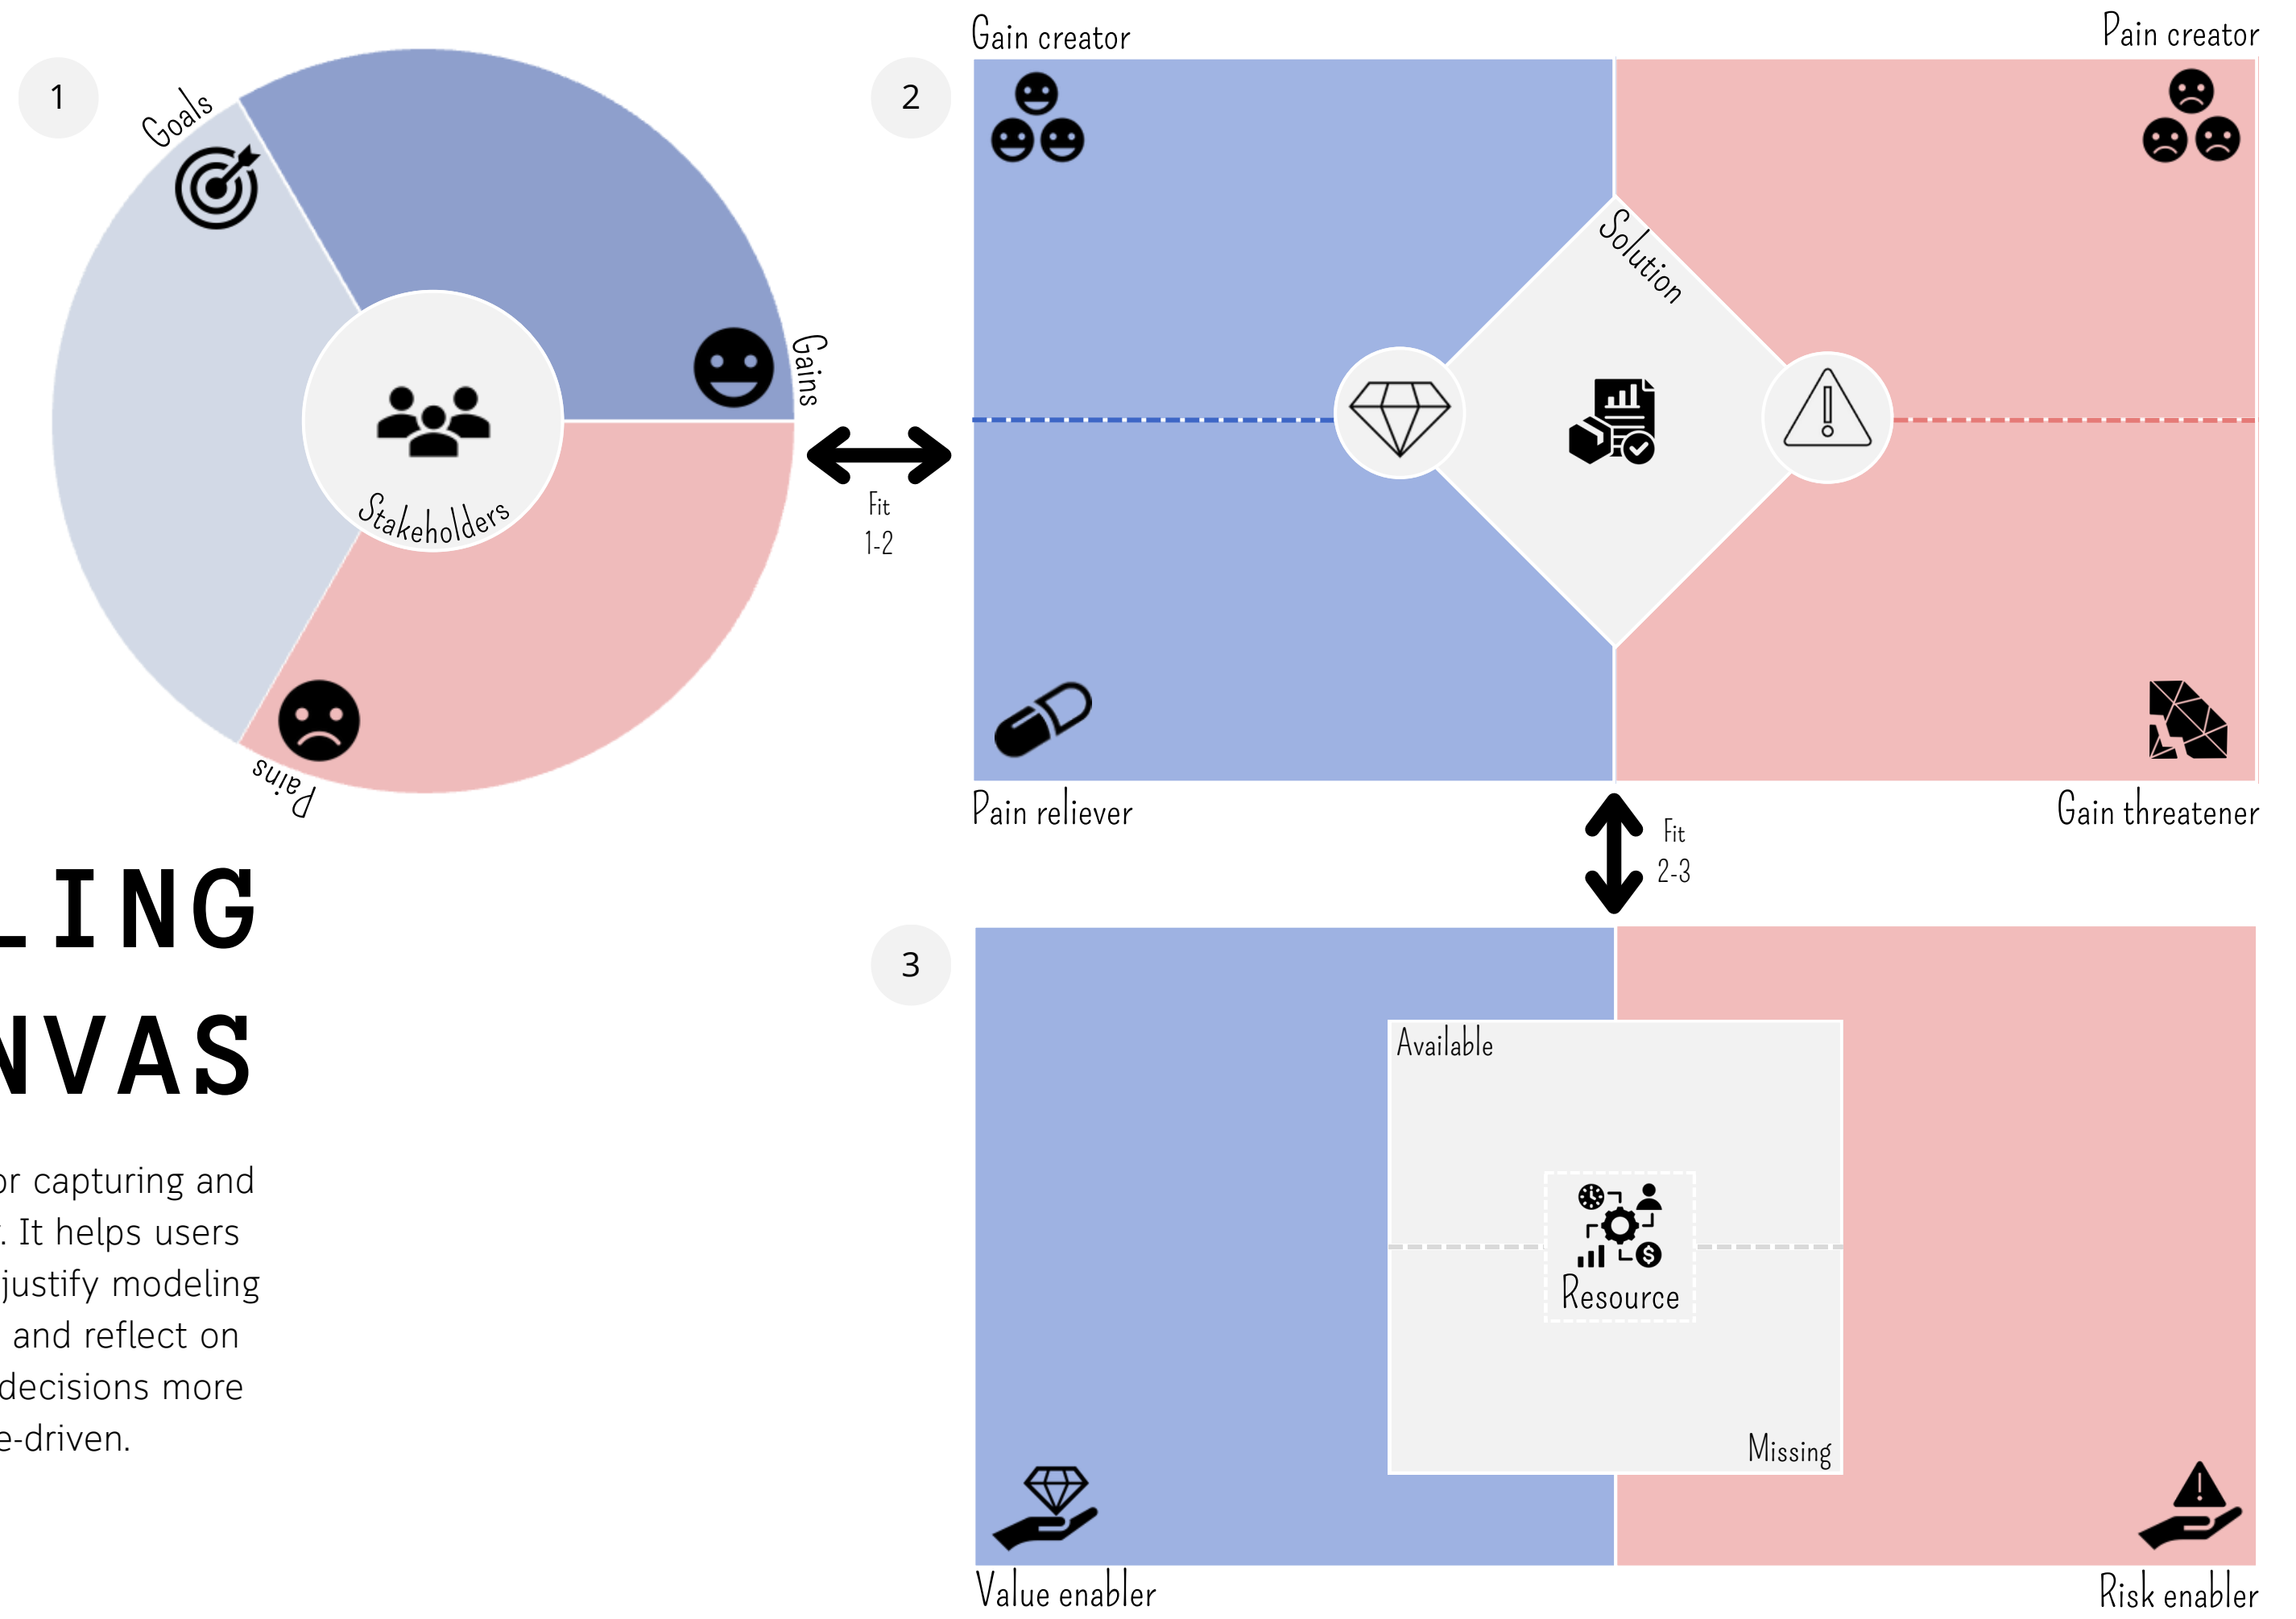 1
Goals
Gains
Stakeholders
Pains
Fit
1-2
2
Gain creator
Pain creator
Solution
Pain reliever
Gain threatener
Fit
2-3
LING
NVAS
or capturing and
. It helps users
justify modeling
and reflect on
decisions more
e-driven.
3
Available
Resource
Missing
Value enabler
Risk enabler